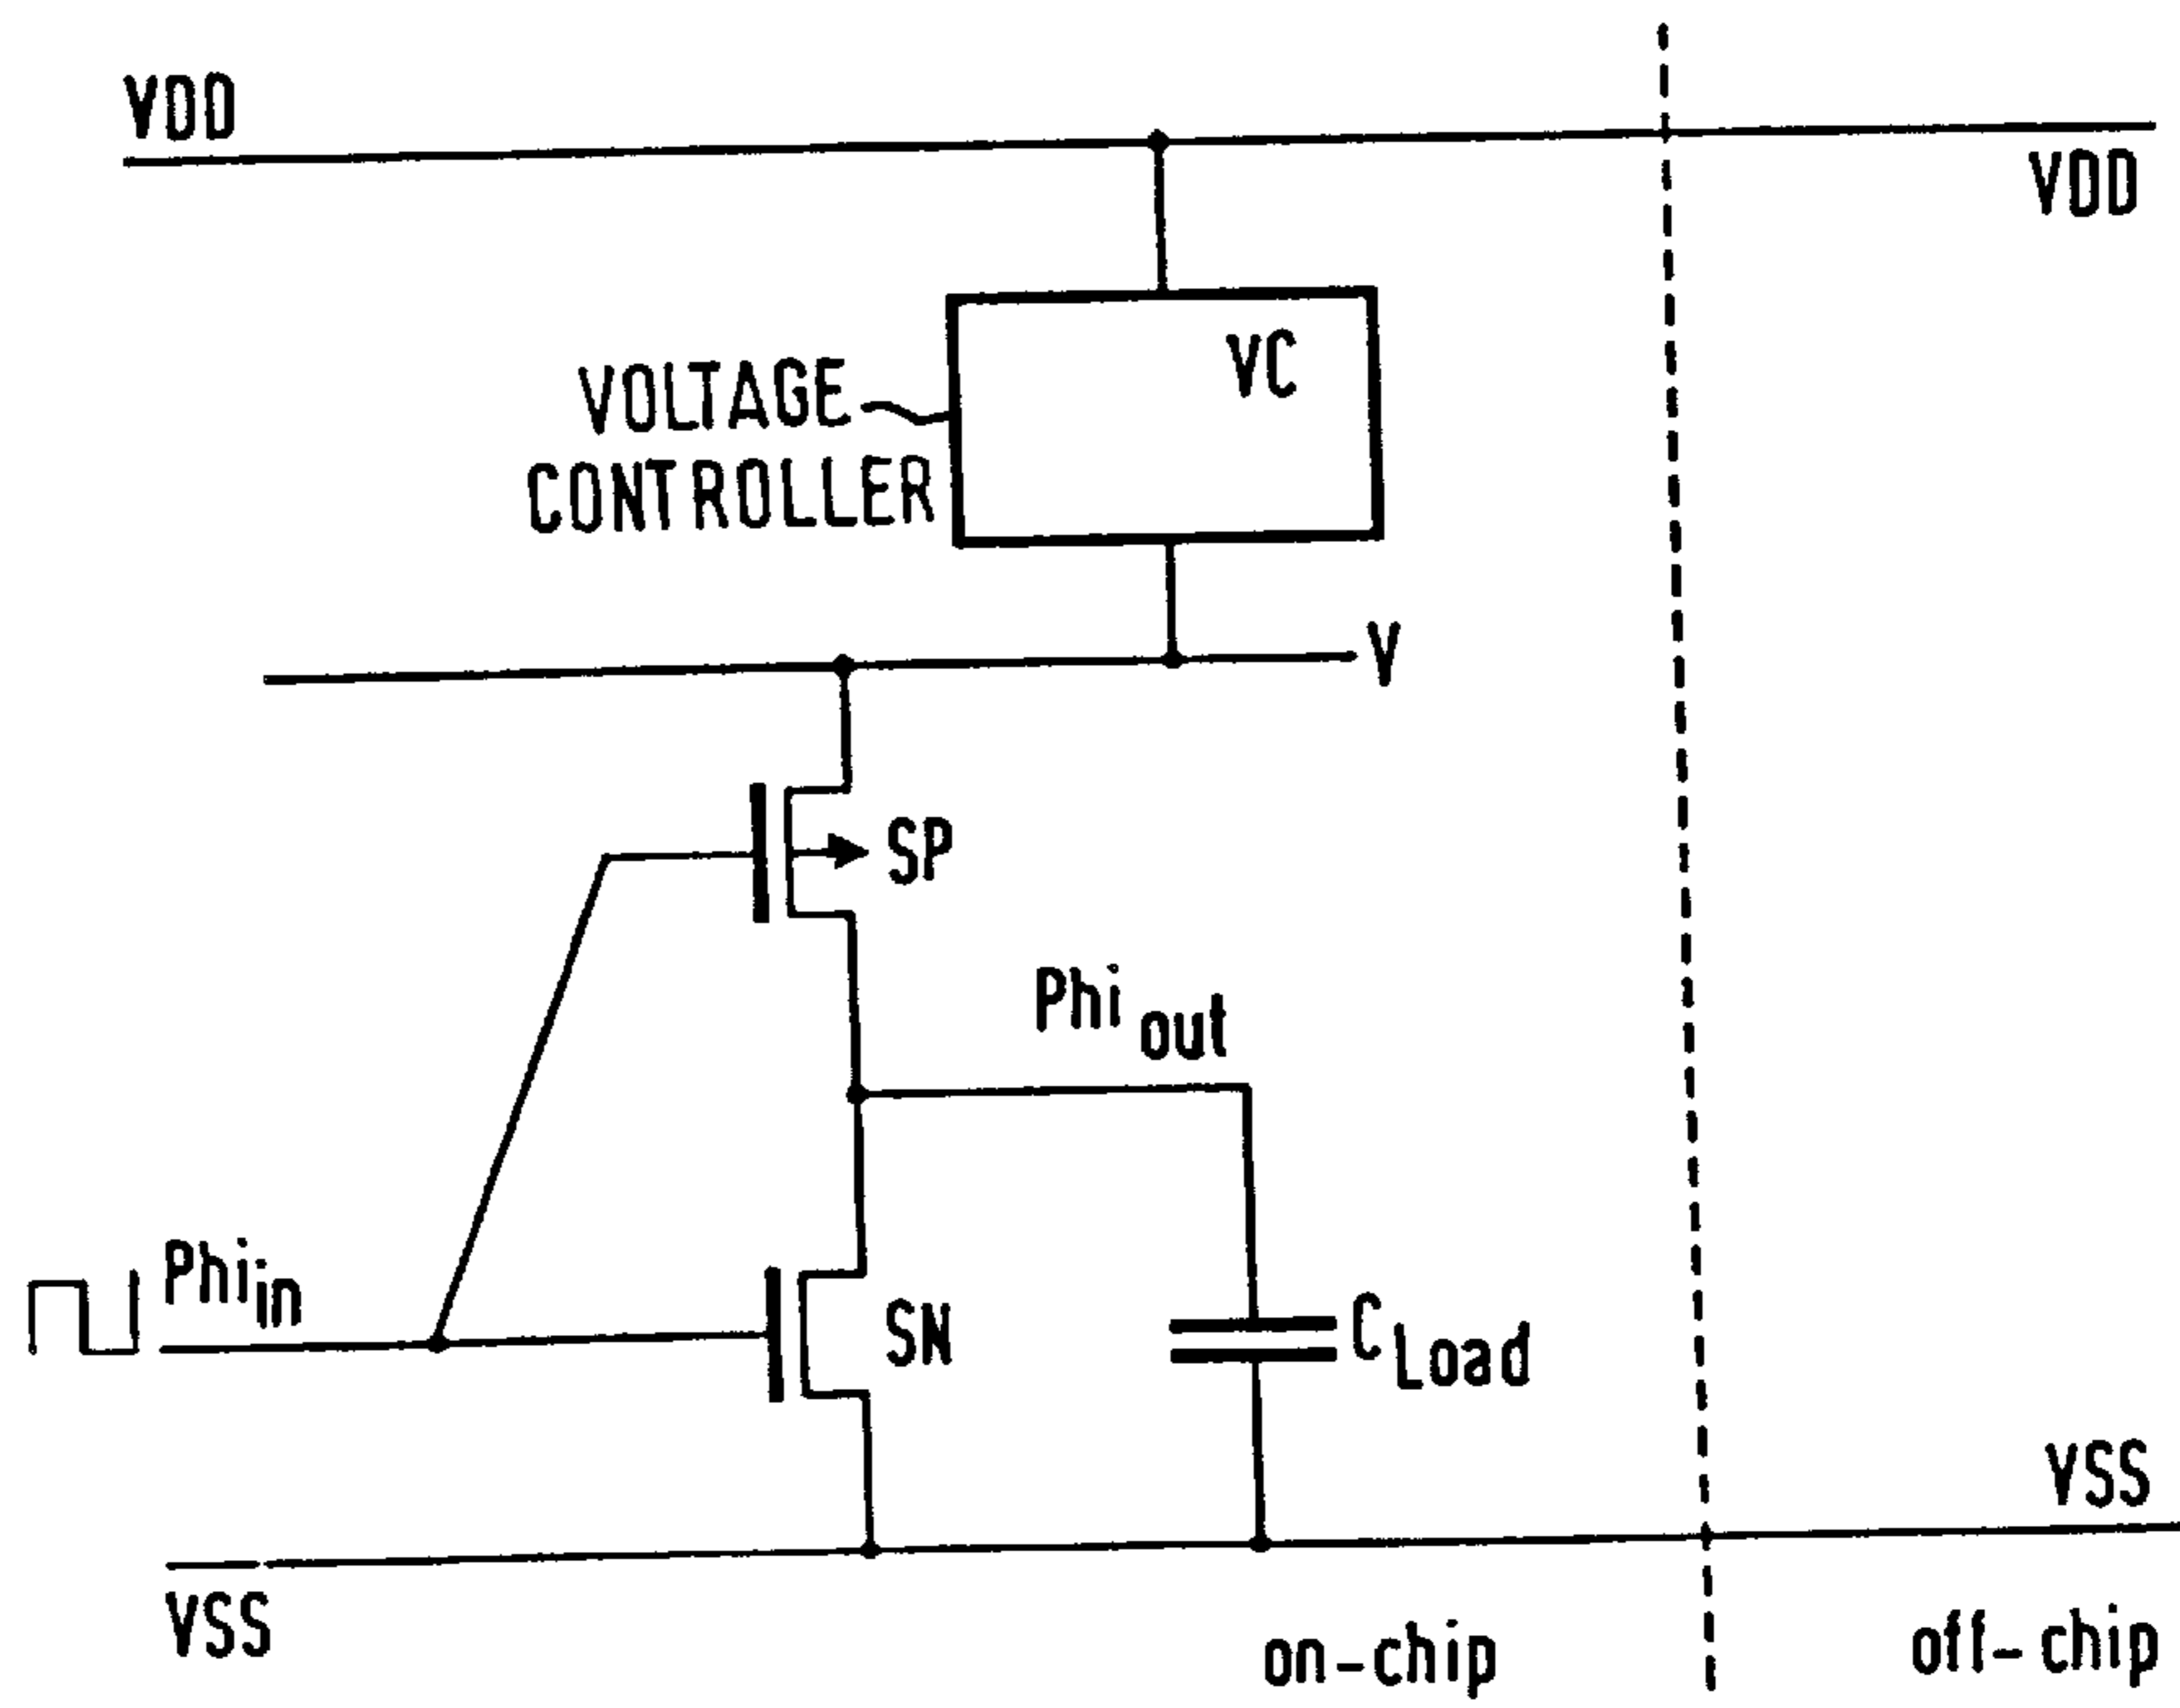 VDD
VDD
VC
VOLTAGE
CONTROLLER
V
SP
Phi out
Phi in
SN
C Load
VSS
VSS
on-chip
off-chip